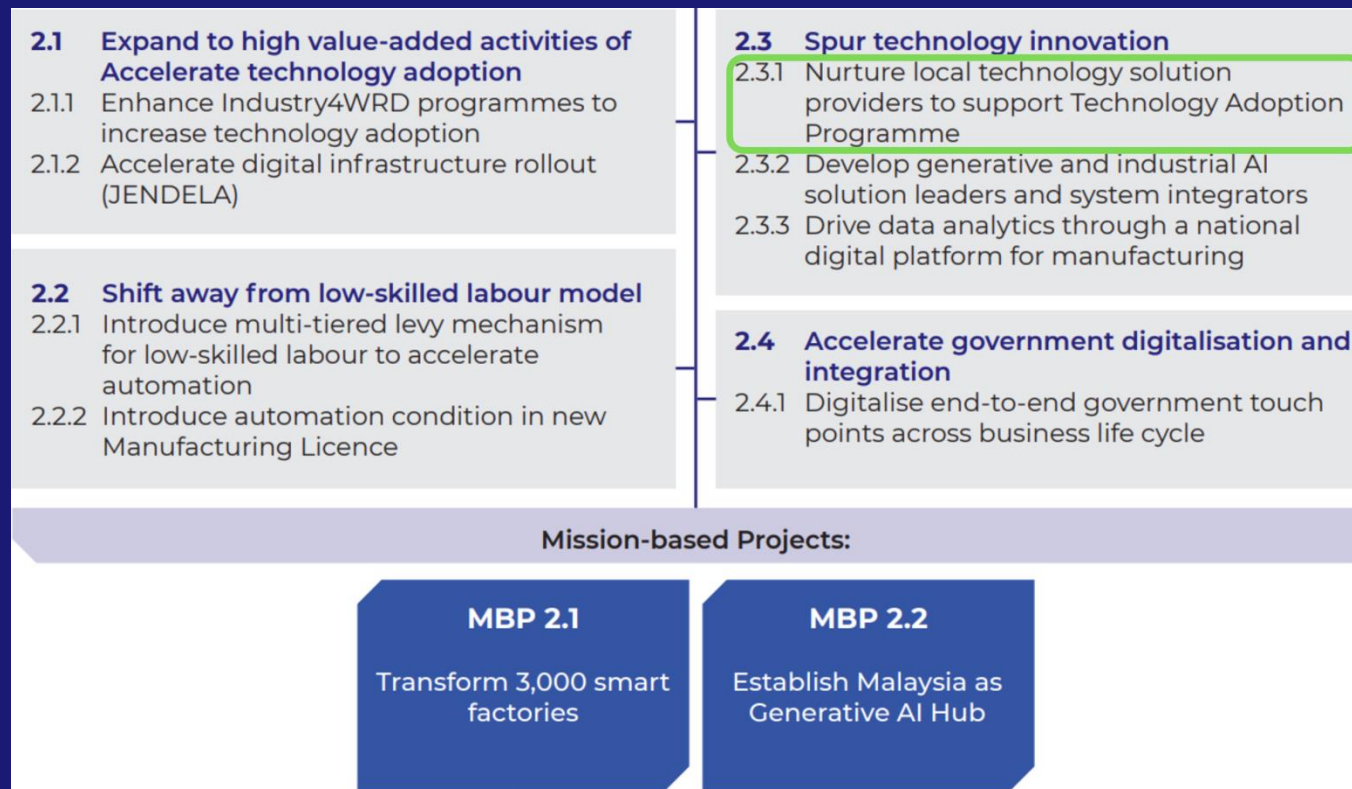 2.1 Expand to high value-added activities of
Accelerate technology adoption
2.1.1 Enhance Industry4WRD programmes to
increase technology adoption
2.1.2 Accelerate digital infrastructure rollout
(JENDELA)
2.2 Shift away from low-skilled labour model
2.2.1 Introduce multi-tiered levy mechanism
for low-skilled labour to accelerate
automation
2.2.2 Introduce automation condition in new
Manufacturing Licence
2.3 Spur technology innovation
2.3.1 Nurture local technology solution
providers to support Technology Adoption
Programme
2.3.2 Develop generative and industrial AI
solution leaders and system integrators
2.3.3 Drive data analytics through a national
digital platform for manufacturing
2.4 Accelerate government digitalisation and
integration
2.4.1 Digitalise end-to-end government touch
points across business life cycle
Mission-based Projects:
MBP 2.1
Transform 3,000 smart
factories
MBP 2.2
Establish Malaysia as
Generative AI Hub